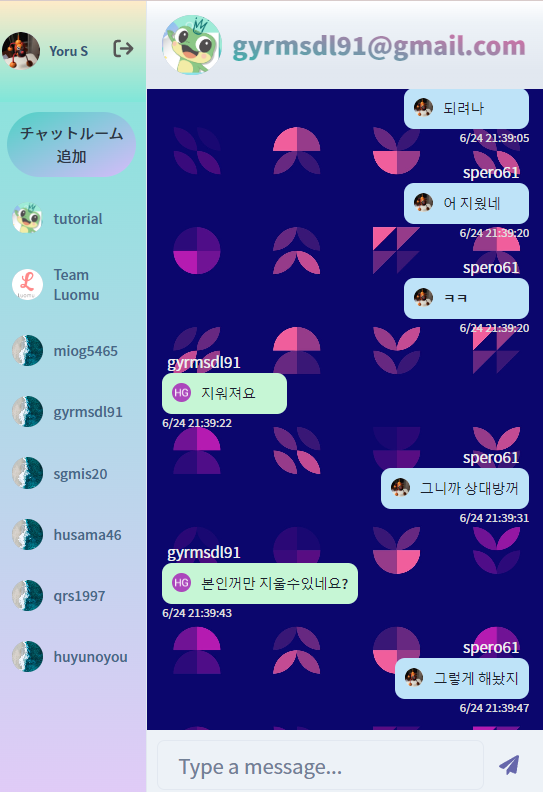 Yoru S
チャットルーム
追加
tutorial
Team
Luomu
miog5465
gyrmsdl91
sgmis20
husama46
qrs1997
huyunoyou
gyrmsdl91@gmail.com
되려나
6/24 21:39:05
spero61
어 지웠네
6/24 21:39:20
spero61
ㅋㅋ
6/24 21:39:20
gyrmsdl91
HG 지워져요
6/24 21:39:22
spero61
그니까 상대방꺼
6/24 21:39:31
gyrmsdl91
HG 본인꺼만 지울수있네요?
6/24 21:39:43
spero61
그렇게 해놨지
6/24 21:39:47
Type a message...